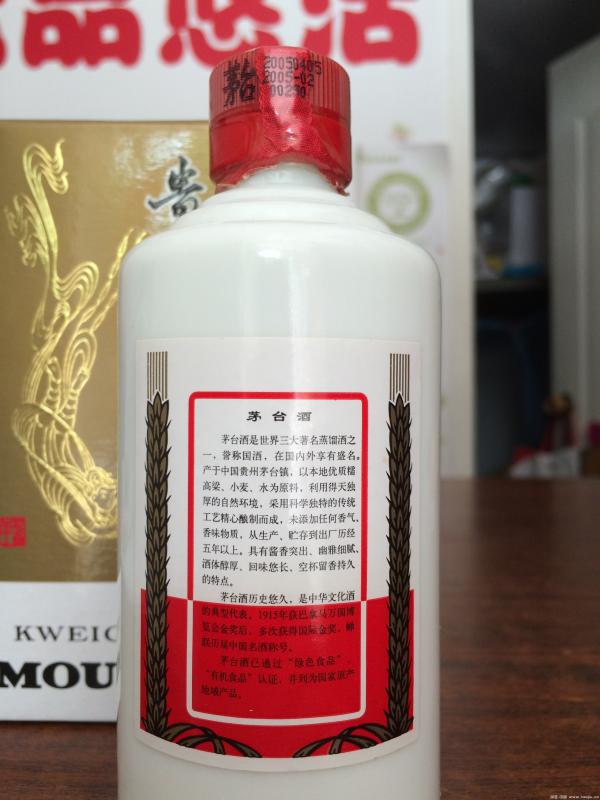 品悠活
茅台
20050405
2005-02
00290
贵
KWEIC
MOU
茅台酒
茅台酒是世界三大著名蒸馏酒之
一，誉称国酒，在国内外享有盛名。
产于中国贵州茅台镇，以本地优质糯
高粱、小麦、水为原料，利用得天独
厚的自然环境，采用科学独特的传统
工艺精心酿制而成，未添加任何香气、
香味物质，从生产、贮存到出厂历经
五年以上。具有酱香突出、幽雅细腻、
酒体醇厚、回味悠长、空杯留香持久
的特点。
茅台酒历史悠久，是中华文化酒
的典型代表。1915年获巴拿马万国博
览会金奖后，多次获得国际金奖，蝉
联历届中国名酒称号。
茅台酒已通过“绿色食品”、
“有机食品”认证，并列为国家原产
地域产品。